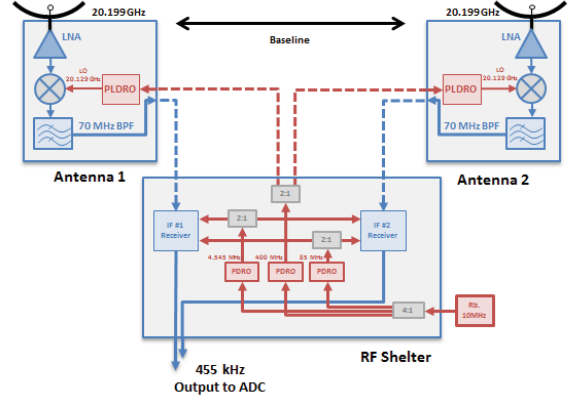 20.199GHz
20.199GHz
LNA
Baseline
LNA
LO
20.129 GHz
PLDRO
PLDRO
LO
20.129 GHz
70 MHz BPF
70 MHz BPF
Antenna 1
Antenna 2
2:1
IF #1
Receiver
2:1
2:1
IF #2
Receiver
4.545 MHz
400 MHz
85 MHz
PDRO
PDRO
PDRO
4:1
Rb.
10MHz
RF Shelter
455 kHz
Output to ADC